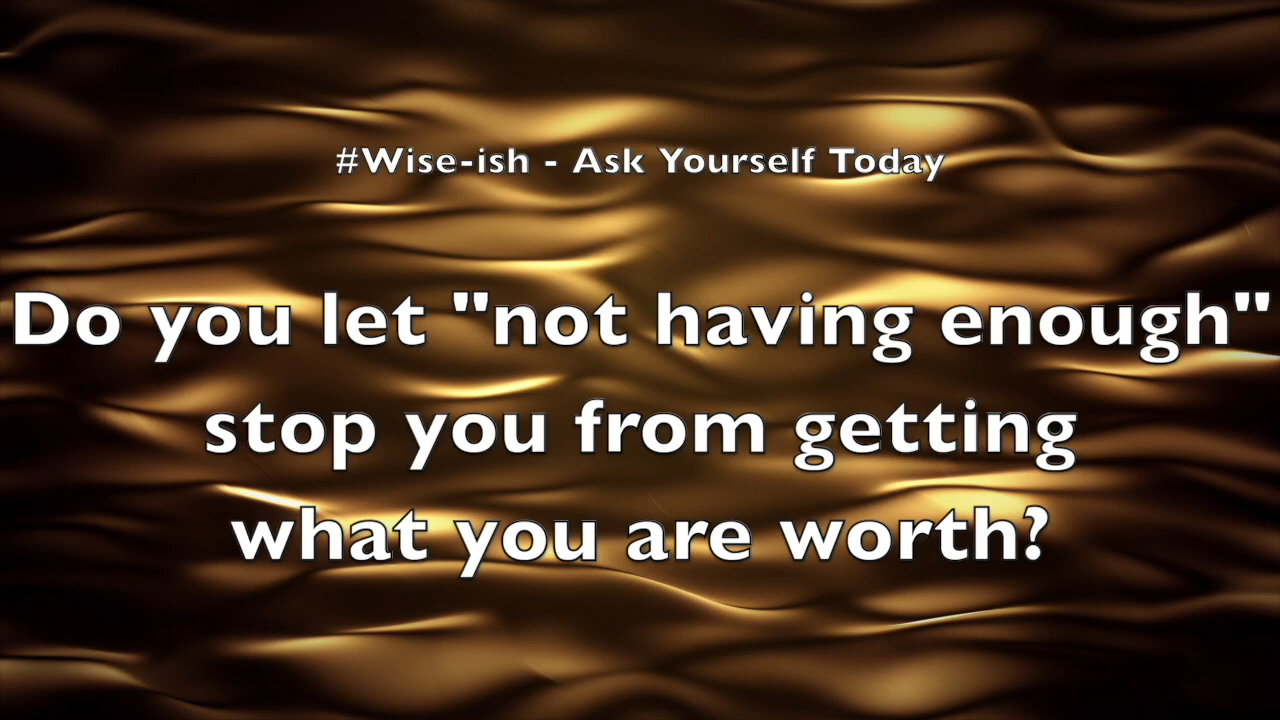 #Wise-ish - Ask Yourself Today
Do you let "not having enough"
stop you from getting
what you are worth?